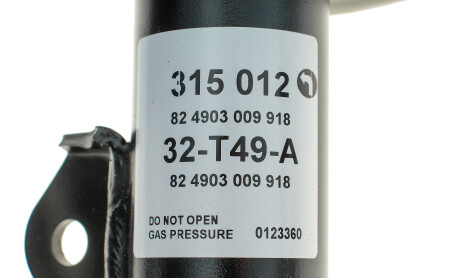 315 012
82 4903 009 918
32-T49-A
82 4903 009 918
DO NOT OPEN
GAS PRESSURE 0123360